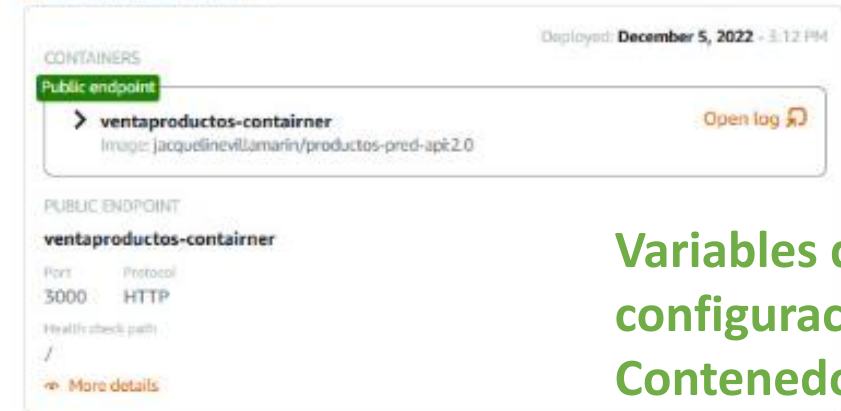 Deployed: December 5, 2022 - 3:12 PM
CONTAINERS
Public endpoint
ventaproductos-contairner
Open log
Image: jacquelinevillamarin/productos-pred-api:2.0
PUBLIC ENDPOINT
ventaproductos-contairner
Port Protocol
3000 HTTP
Health check path
/
More details
Variables
configurac
Contenedo